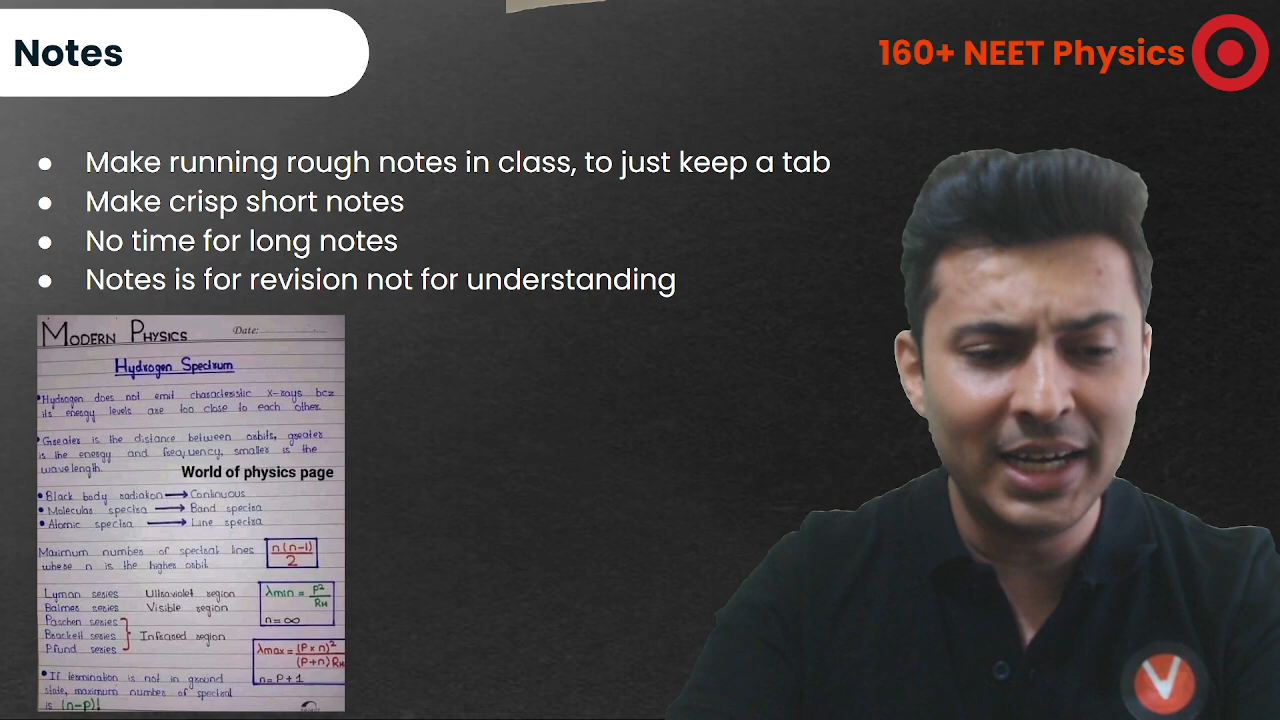 Notes
160+ NEET Physics
● Make running rough notes in class, to just keep a tab
● Make crisp short notes
● No time for long notes
● Notes is for revision not for understanding
MODERN PHYSICS Date:
Hydrogen Spectrum
•Hydrogen does not emit characteristic X-rays bcz
its energy levels are too close to each other.
•Greater is the distance between orbits, greater
is the energy and frequency, smaller is the
wavelength.
World of physics page
•Black body radiation → Continuous
•Molecular spectra → Band spectra
•Atomic spectra → Line spectra
Maximum number of spectral lines
where n is the higher orbit
n(n-1)
2
Lyman series Ultraviolet region
Balmer series Visible region
Paschen series
Brackell series Infrared region
Pfund series
λmin = P²
RH
n=∞
λmax = (P×n)²
(P+n) RH
n= P+1
•If termination is not in ground
state, maximum number of spectral
is (n-p)!
V